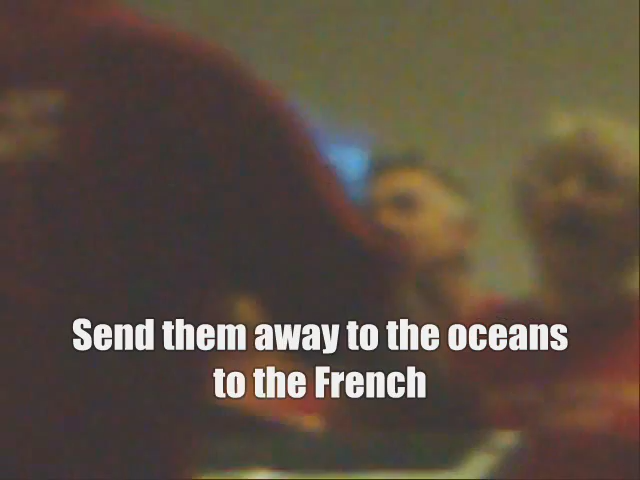 Send them away to the oceans
to the French